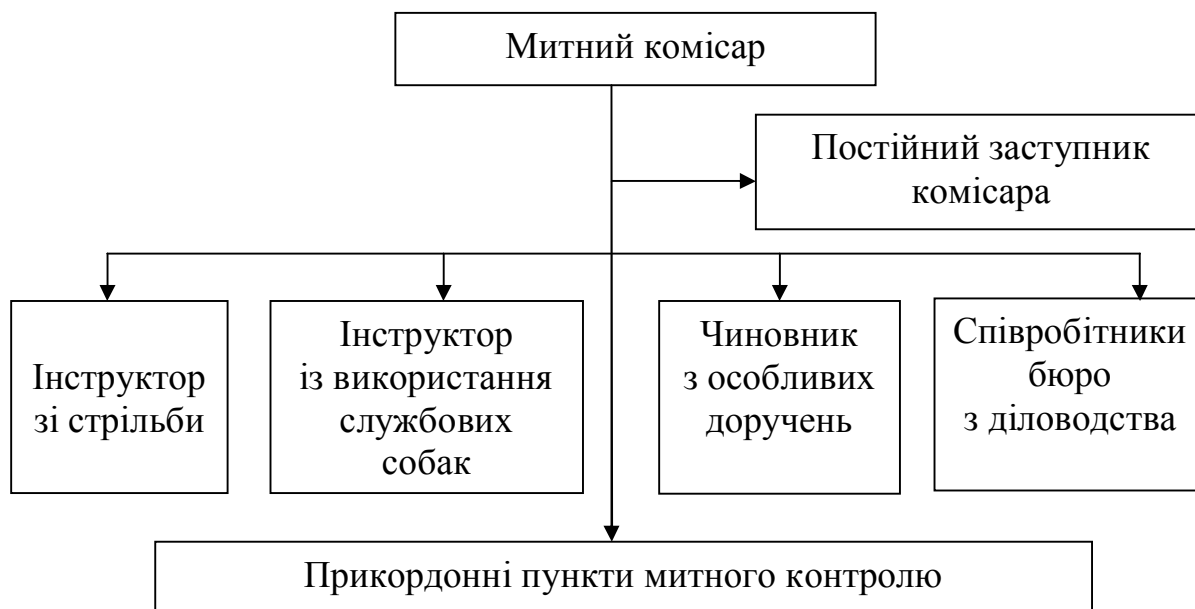 Митний комісар
Постійний заступник
комісара
Інструктор
зі стрільби
Інструктор
із використання
службових
собак
Чиновник
з особливих
доручень
Співробітники
бюро
з діловодства
Прикордонні пункти митного контролю